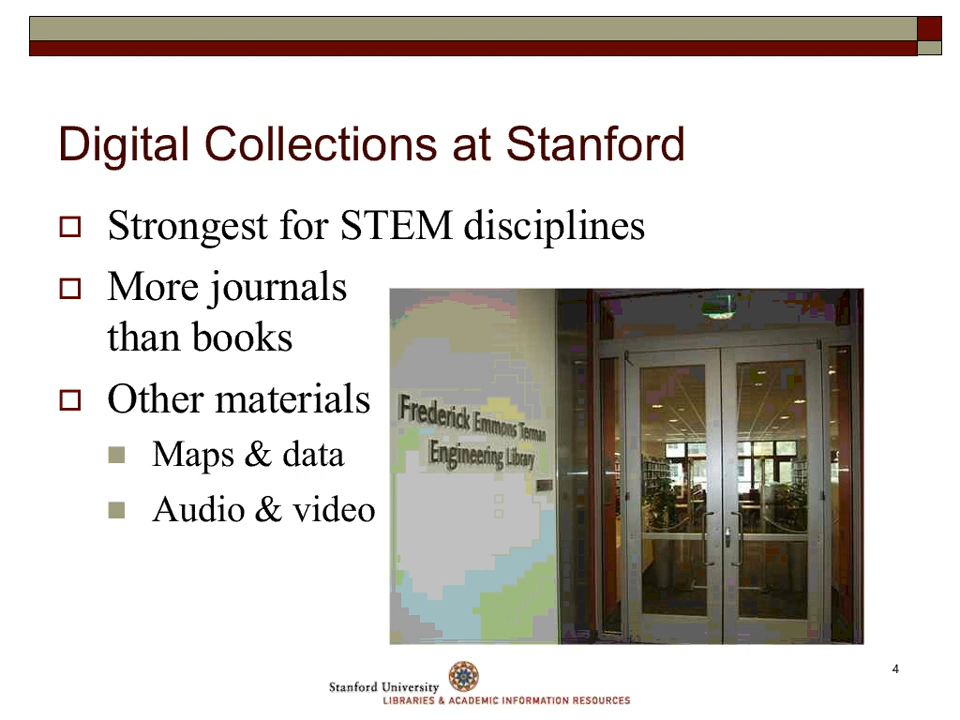 Digital Collections at Stanford
Strongest for STEM disciplines
More journals
than books
Other materials
Maps & data
Audio & video
Frederick Emmons Terman
Engineering Library
4
Stanford University
LIBRARIES & ACADEMIC INFORMATION RESOURCES